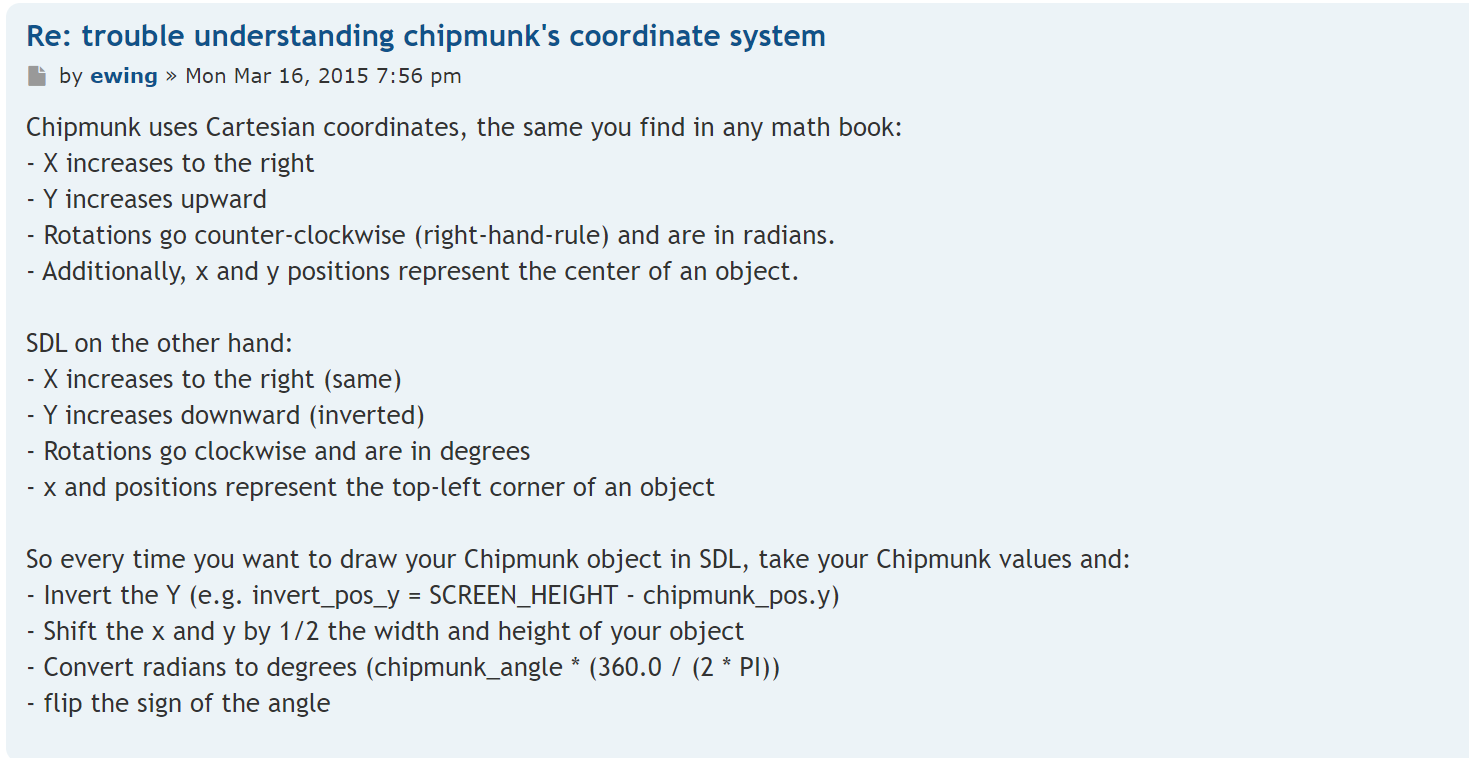 Re: trouble understanding chipmunk's coordinate system
by ewing » Mon Mar 16, 2015 7:56 pm
Chipmunk uses Cartesian coordinates, the same you find in any math book:
- X increases to the right
- Y increases upward
- Rotations go counter-clockwise (right-hand-rule) and are in radians.
- Additionally, x and y positions represent the center of an object.
SDL on the other hand:
- X increases to the right (same)
- Y increases downward (inverted)
- Rotations go clockwise and are in degrees
- x and positions represent the top-left corner of an object
So every time you want to draw your Chipmunk object in SDL, take your Chipmunk values and:
- Invert the Y (e.g. invert_pos_y = SCREEN_HEIGHT - chipmunk_pos.y)
- Shift the x and y by 1/2 the width and height of your object
- Convert radians to degrees (chipmunk_angle * (360.0 / (2 * PI))
- flip the sign of the angle